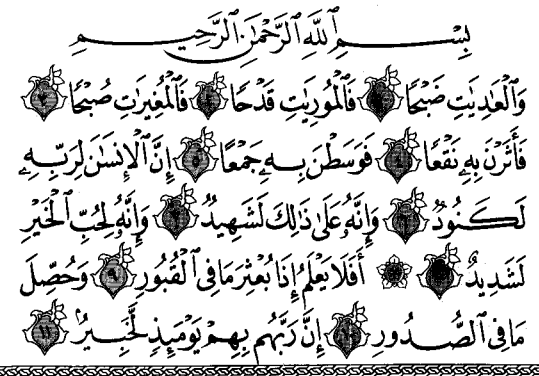 بِسْمِ ٱللَّهِ ٱلرَّحْمَٰنِ ٱلرَّحِيمِ
وَٱلْعَٰدِيَٰتِ ضَبْحًا ١ فَٱلْمُورِيَٰتِ قَدْحًا ٢ فَٱلْمُغِيرَٰتِ صُبْحًا ٣
فَأَثَرْنَ بِهِۦ نَقْعًا ٤ فَوَسَطْنَ بِهِۦ جَمْعًا ٥ إِنَّ ٱلْإِنسَٰنَ لِرَبِّهِۦ
لَكَنُودٌ ٦ وَإِنَّهُۥ عَلَىٰ ذَٰلِكَ لَشَهِيدٌ ٧ وَإِنَّهُۥ لِحُبِّ ٱلْخَيْرِ
لَشَدِيدٌ ٨ ۞ أَفَلَا يَعْلَمُ إِذَا بُعْثِرَ مَا فِى ٱلْقُبُورِ ٩ وَحُصِّلَ
مَا فِى ٱلصُّدُورِ ١٠ إِنَّ رَبَّهُم بِهِمْ يَوْمَئِذٍ لَّخَبِيرٌۢ ١١